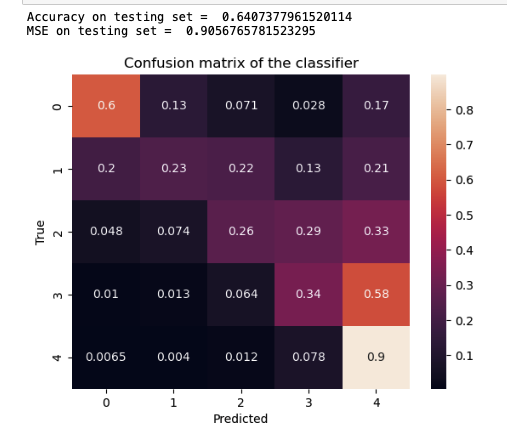 Accuracy on testing set =  0.6407377961520114
MSE on testing set =  0.9056765781523295
Confusion matrix of the classifier
0 0.6 0.13 0.071 0.028 0.17
1 0.2 0.23 0.22 0.13 0.21
2 0.048 0.074 0.26 0.29 0.33
3 0.01 0.013 0.064 0.34 0.58
4 0.0065 0.004 0.012 0.078 0.9
True
0 1 2 3 4
Predicted
0.8
0.7
0.6
0.5
0.4
0.3
0.2
0.1